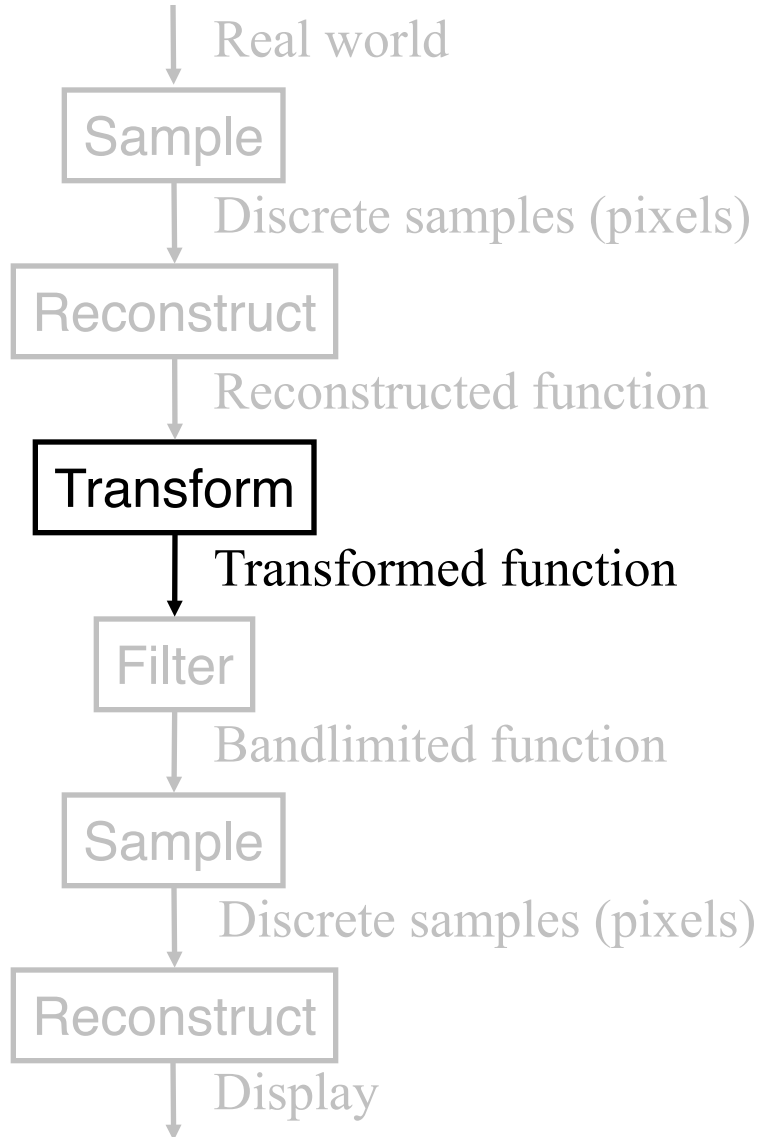 Real world
Sample
Discrete samples (pixels)
Reconstruct
Reconstructed function
Transform
Transformed function
Filter
Bandlimited function
Sample
Discrete samples (pixels)
Reconstruct
Display